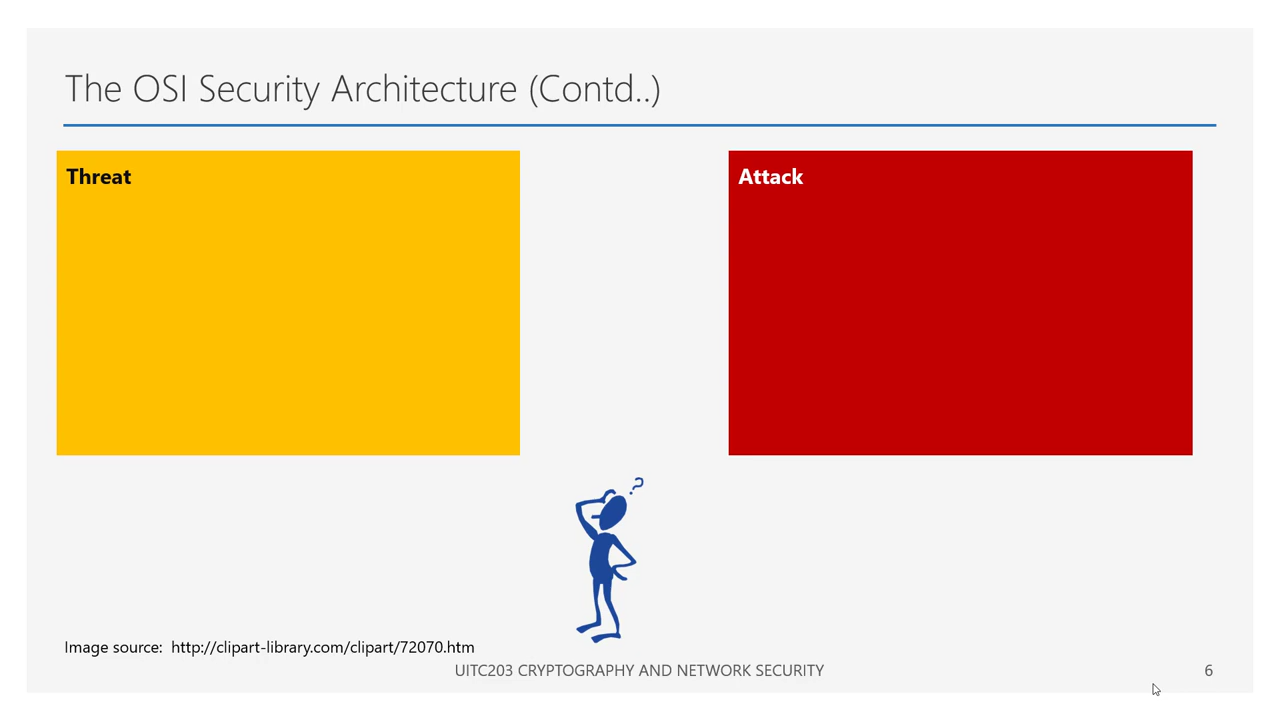 The OSI Security Architecture (Contd..)
Threat
Attack
?
Image source:  http://clipart-library.com/clipart/72070.htm
UITC203 CRYPTOGRAPHY AND NETWORK SECURITY
6